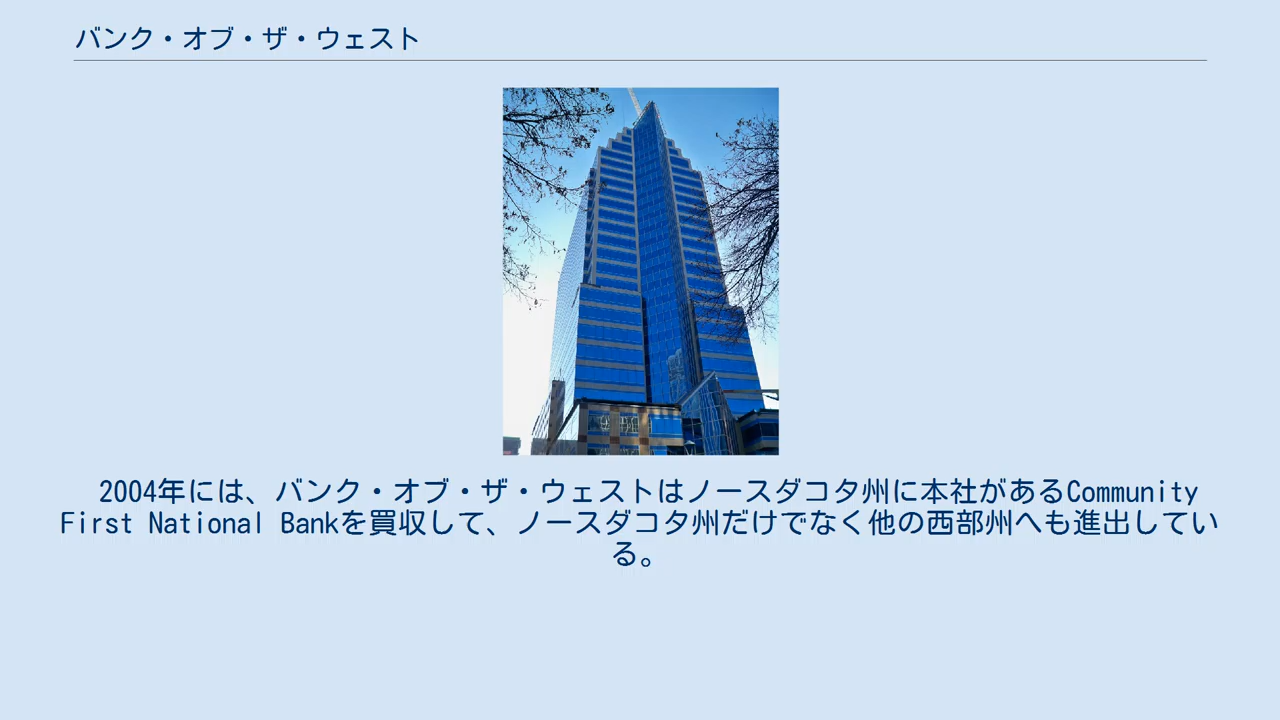 バンク・オブ・ザ・ウェスト
2004年には、バンク・オブ・ザ・ウェストはノースダコタ州に本社があるCommunity
First National Bankを買収して、ノースダコタ州だけでなく他の西部州へも進出してい
る。